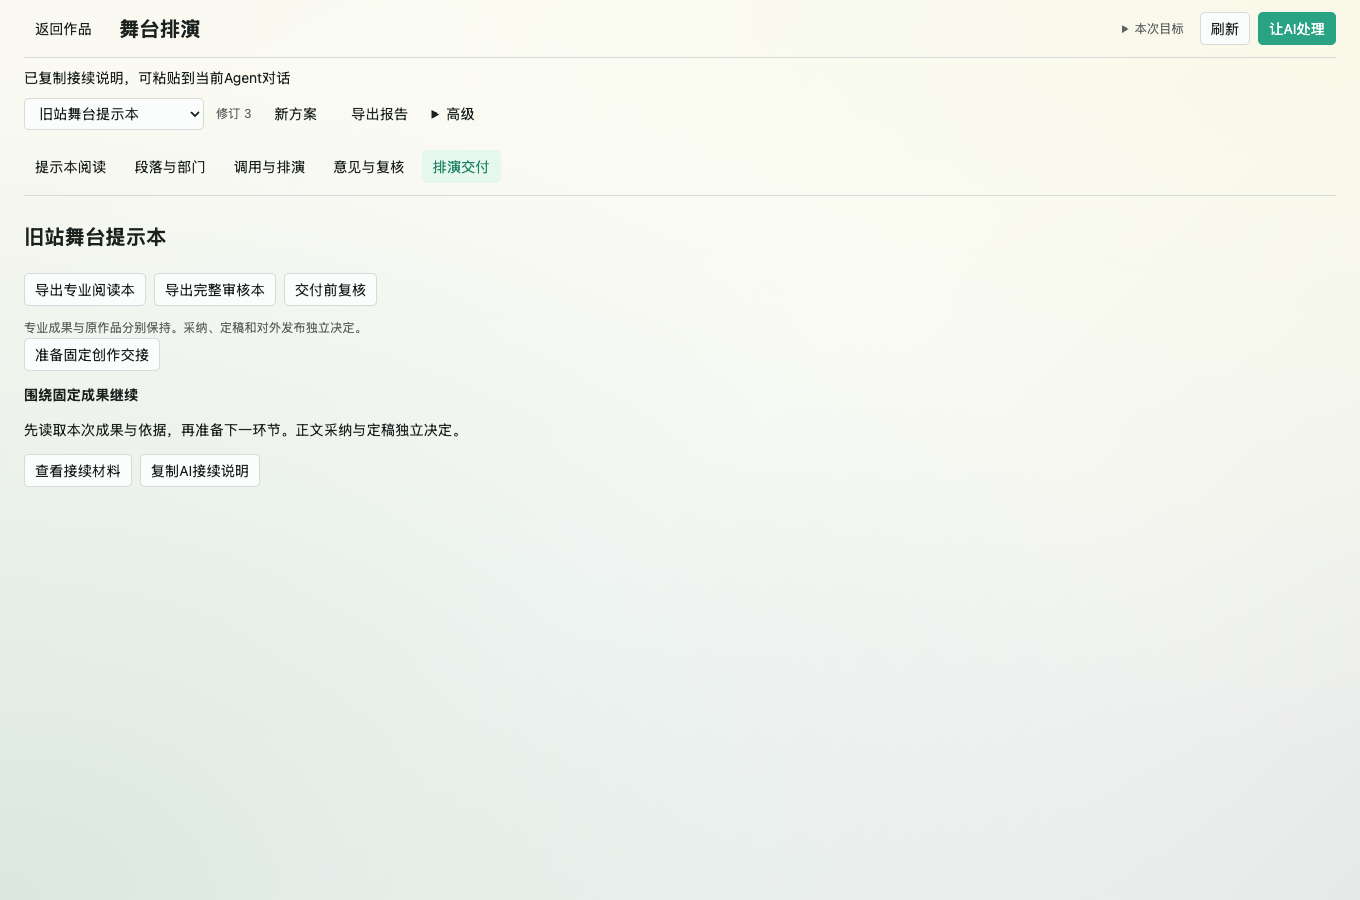 返回作品 舞台排演 ▶ 本次目标 刷新 让AI处理
已复制接续说明，可粘贴到当前Agent对话
旧站舞台提示本 修订 3 新方案 导出报告 ▶ 高级
提示本阅读 段落与部门 调用与排演 意见与复核 排演交付
旧站舞台提示本
导出专业阅读本 导出完整审核本 交付前复核
专业成果与原作品分别保持。采纳、定稿和对外发布独立决定。
准备固定创作交接
围绕固定成果继续
先读取本次成果与依据，再准备下一环节。正文采纳与定稿独立决定。
查看接续材料 复制AI接续说明